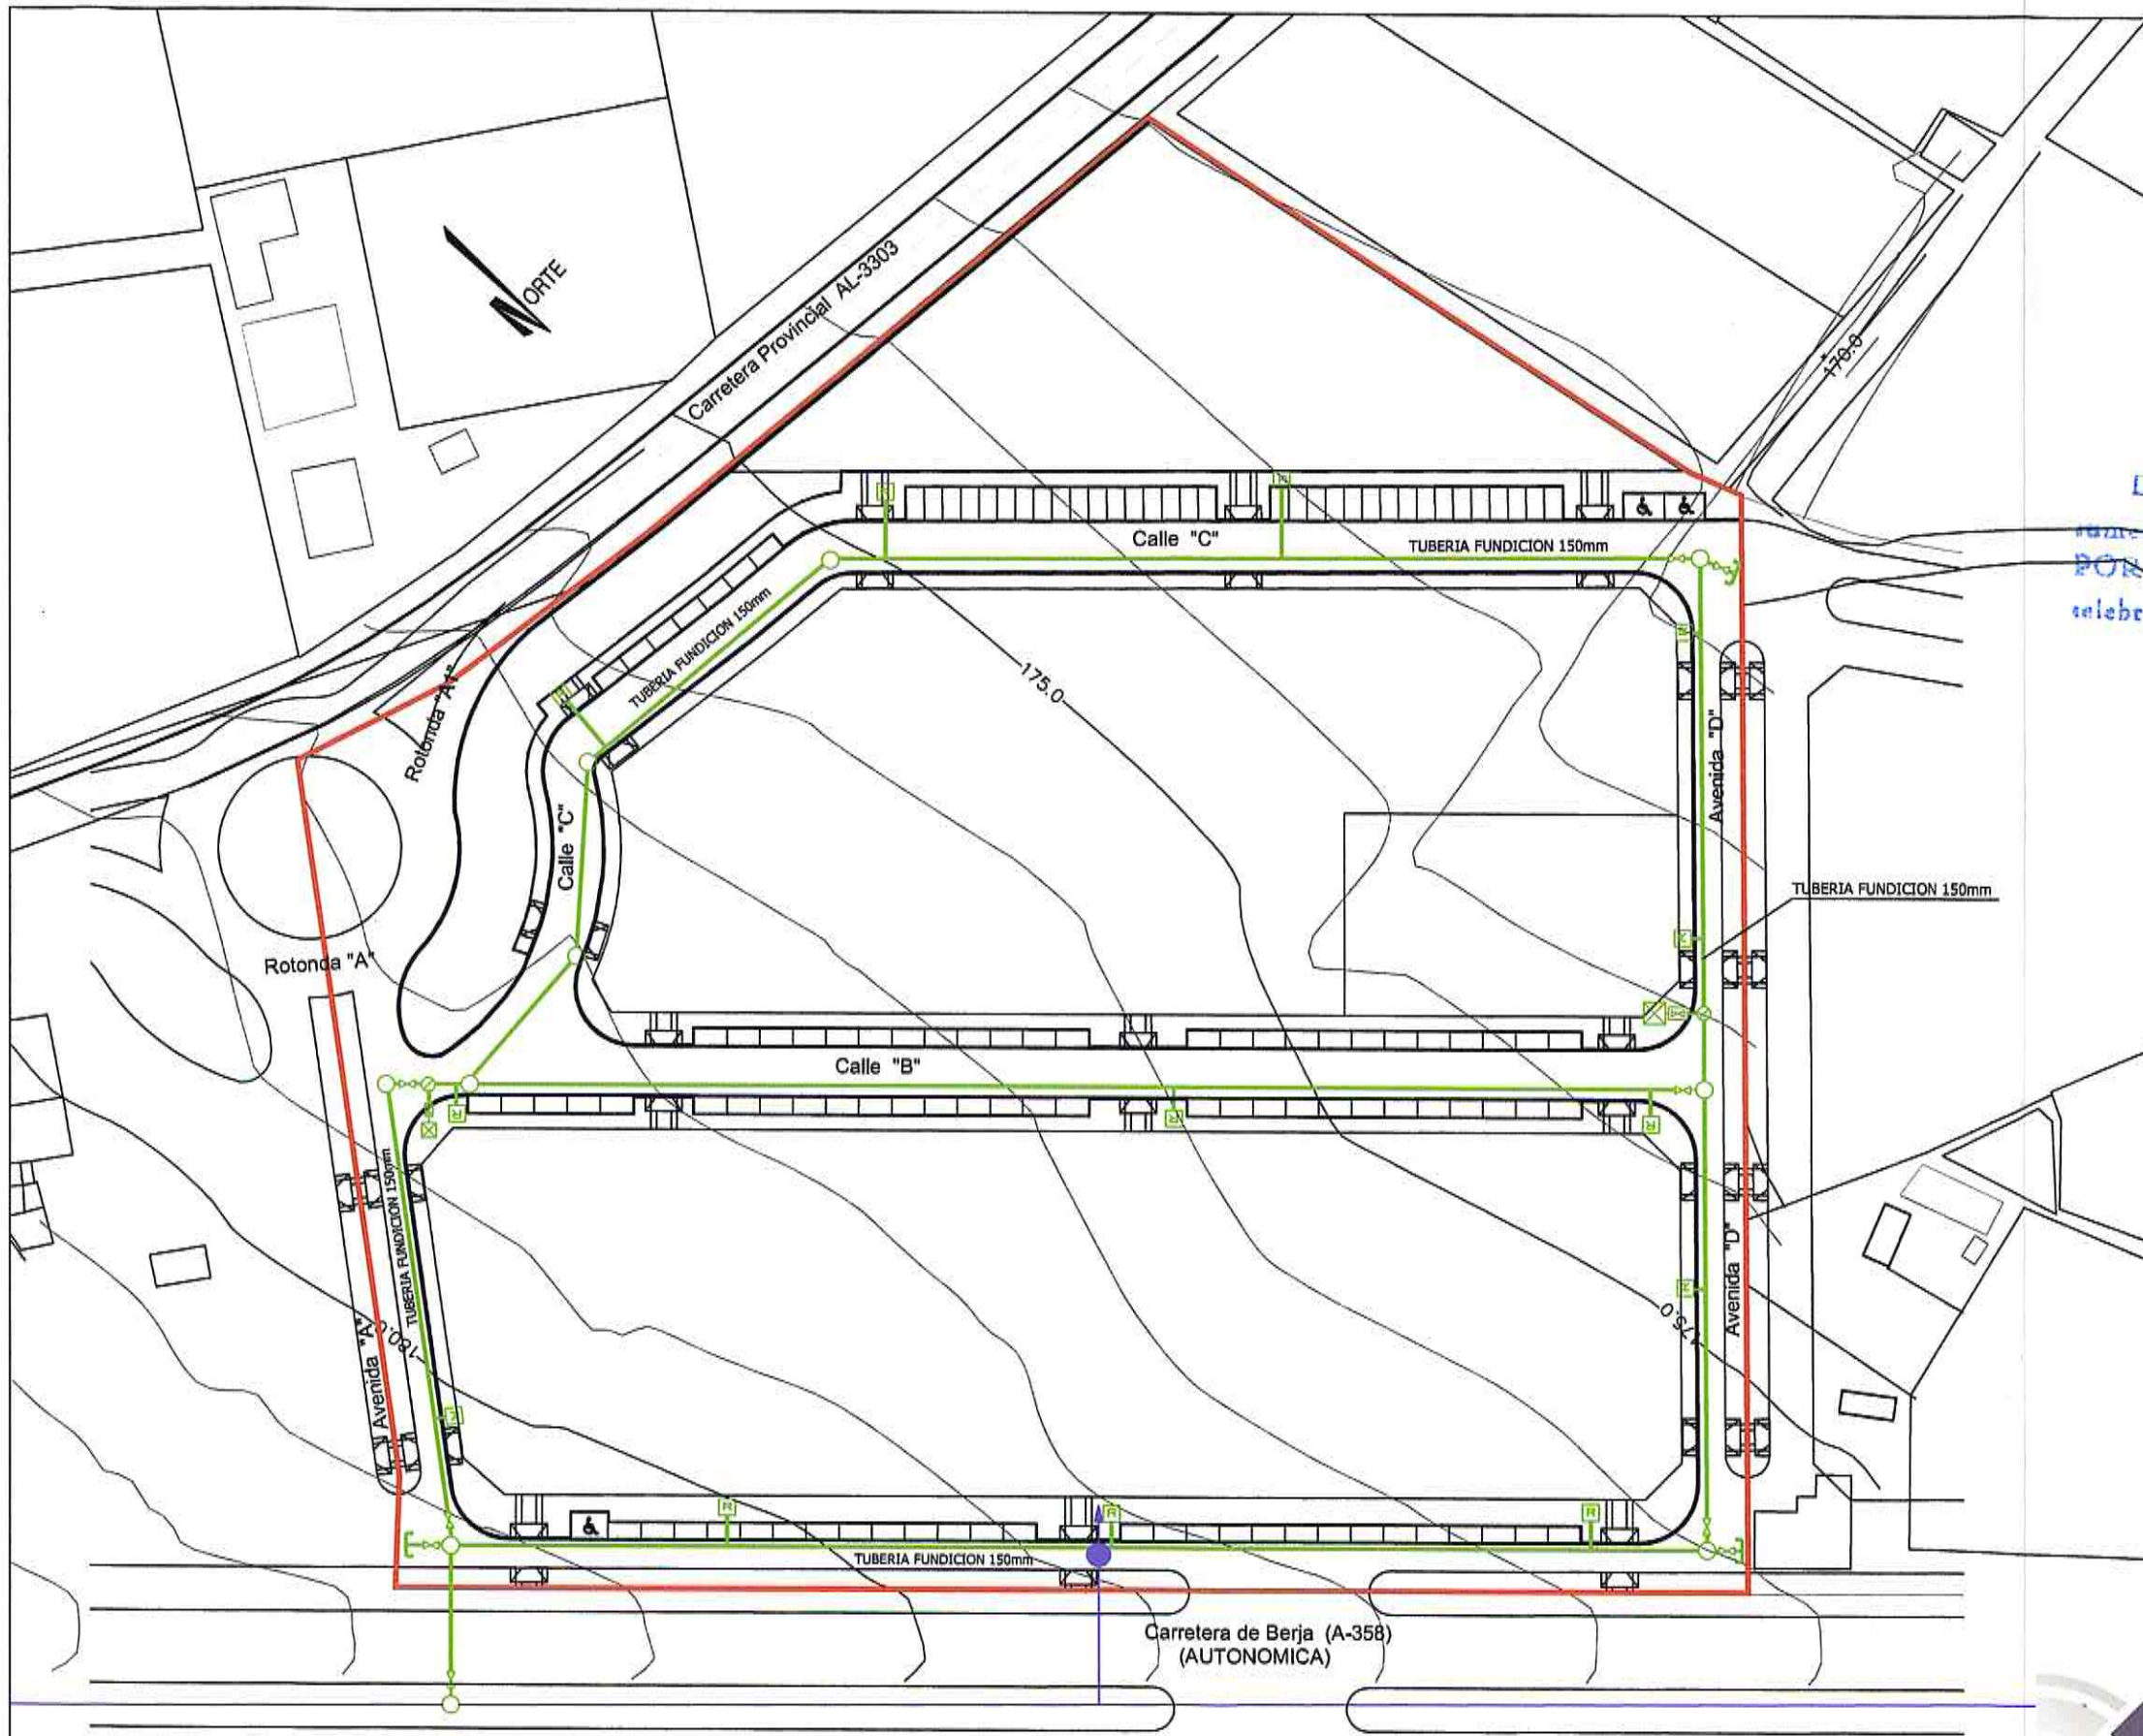 NORTE
Carretera Provincial AL-3303
170.0
Calle "C"
TUBERIA FUNDICION 150mm
TUBERIA FUNDICION 150mm
POR
celebr
Rotonda "A1"
175.0
Avenida "D"
Calle "C"
TUBERIA FUNDICION 150mm
Rotonda "A"
Calle "B"
R
R
R
TUBERIA FUNDICION 150mm
180.0
Avenida "A"
R
175.0
Avenida "D"
R
R
R
R
TUBERIA FUNDICION 150mm
Carretera de Berja (A-358)
(AUTONOMICA)